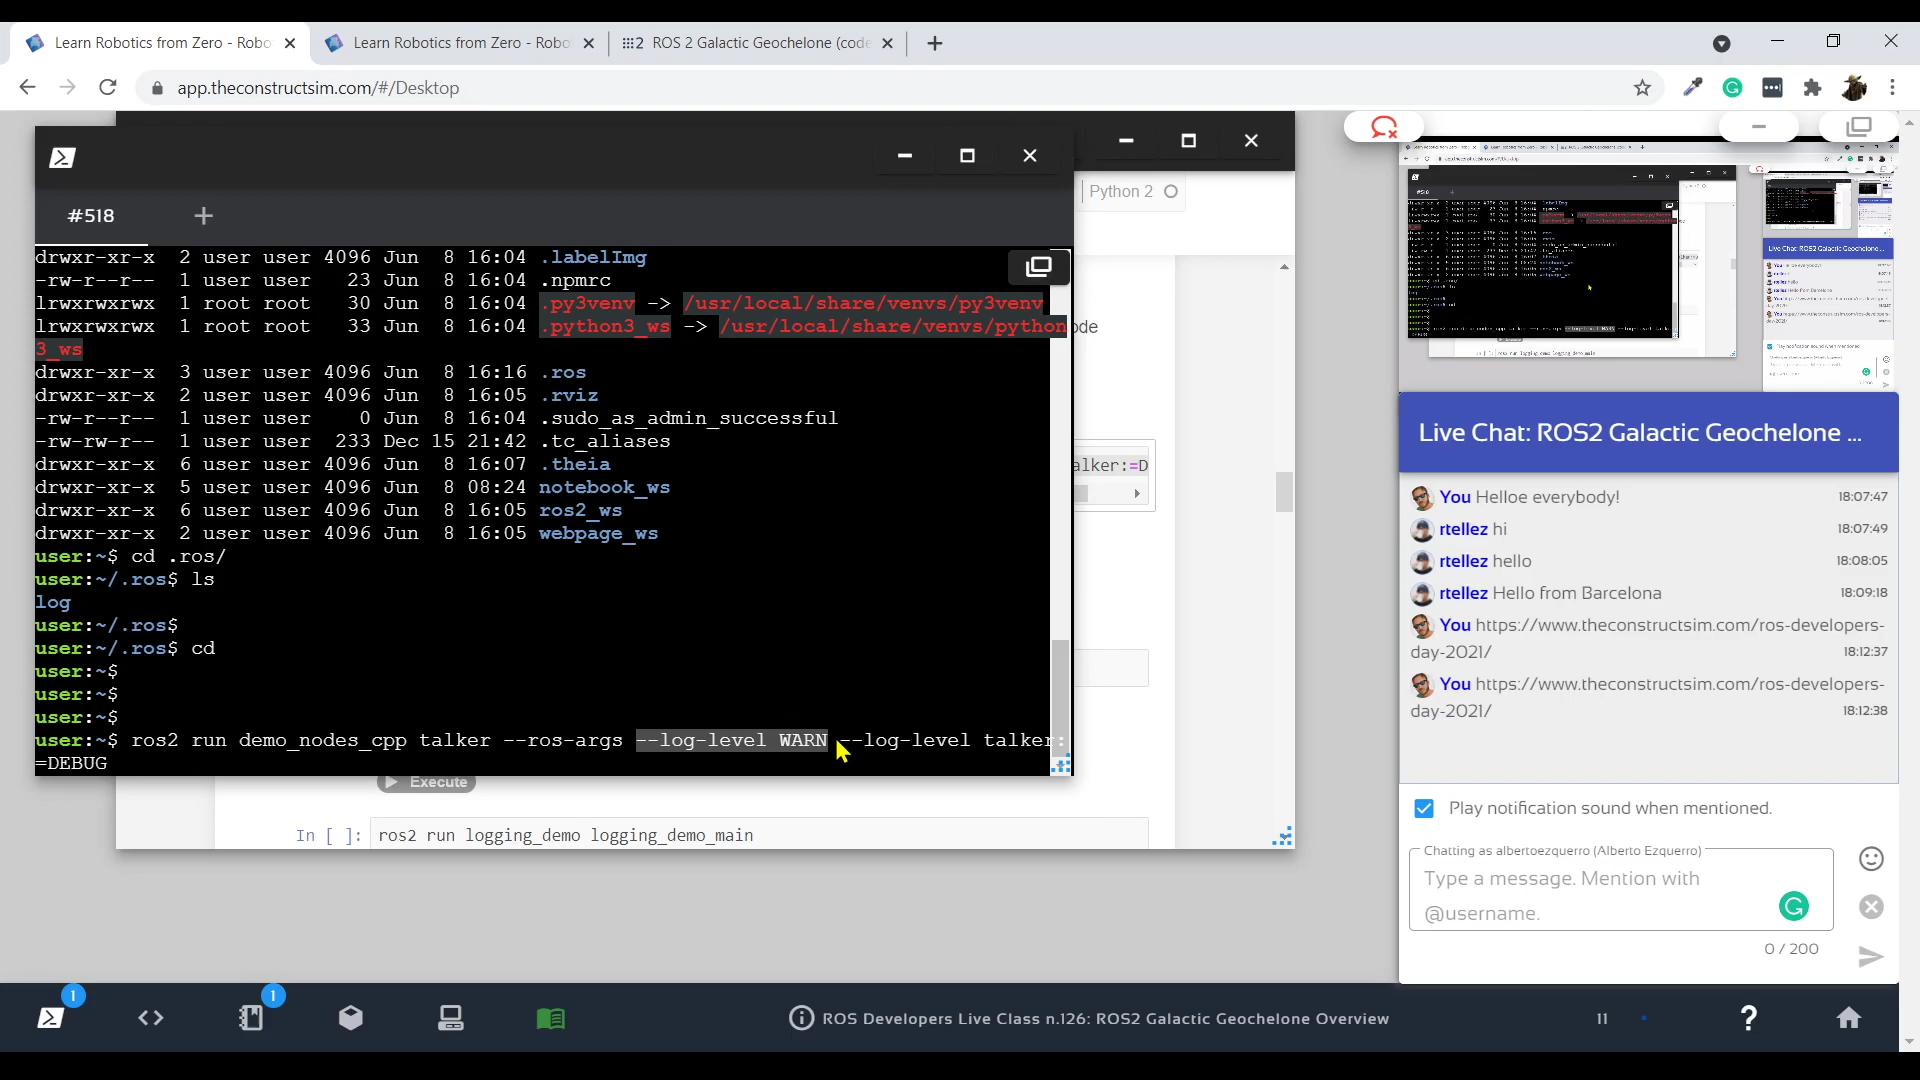 Learn Robotics from Zero - Robo
Learn Robotics from Zero - Robo
ROS 2 Galactic Geochelone (code
app.theconstructsim.com/#/Desktop
#518
Python 2
drwxr-xr-x 2 user user 4096 Jun 8 16:04 .labelImg
-rw-r--r-- 1 user user 23 Jun 8 16:04 .npmrc
lrwxrwxrwx 1 root root 30 Jun 8 16:04 .py3venv -> /usr/local/share/venvs/py3venv
lrwxrwxrwx 1 root root 33 Jun 8 16:04 .python3_ws -> /usr/local/share/venvs/python
3_ws
drwxr-xr-x 3 user user 4096 Jun 8 16:16 .ros
drwxr-xr-x 2 user user 4096 Jun 8 16:05 .rviz
-rw-r--r-- 1 user user 0 Jun 8 16:04 .sudo_as_admin_successful
-rw-rw-r-- 1 user user 233 Dec 15 21:42 .tc_aliases
drwxr-xr-x 6 user user 4096 Jun 8 16:07 .theia
drwxr-xr-x 5 user user 4096 Jun 8 08:24 notebook_ws
drwxr-xr-x 6 user user 4096 Jun 8 16:05 ros2_ws
drwxr-xr-x 2 user user 4096 Jun 8 16:05 webpage_ws
user:~$ cd .ros/
user:~/.ros$ ls
log
user:~/.ros$
user:~/.ros$ cd
user:~$
user:~$
user:~$
user:~$ ros2 run demo_nodes_cpp talker --ros-args --log-level WARN --log-level talker:
=DEBUG
ode
alker:=D
Execute
In [ ]: ros2 run logging_demo logging_demo_main
Live Chat: ROS2 Galactic Geochelone ...
You Helloe everybody! 18:07:47
rtellez hi 18:07:49
rtellez hello 18:08:05
rtellez Hello from Barcelona 18:09:18
You https://www.theconstructsim.com/ros-developers-
day-2021/ 18:12:37
You https://www.theconstructsim.com/ros-developers-
day-2021/ 18:12:38
Play notification sound when mentioned.
Chatting as albertoezquerro (Alberto Ezquerro)
Type a message. Mention with
@username.
0 / 200
1
1
ROS Developers Live Class n.126: ROS2 Galactic Geochelone Overview
11